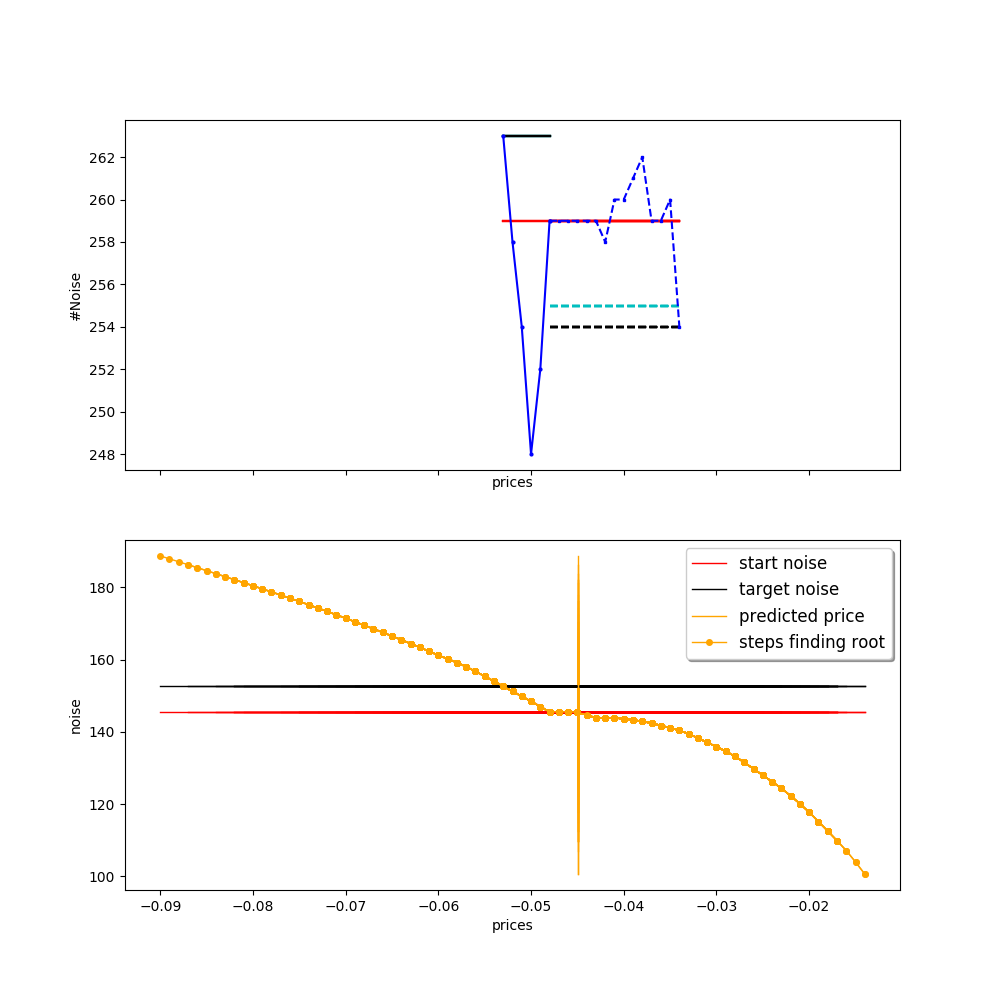 262
260
258
256
254
252
250
248
#Noise
prices
180
160
140
120
100
noise
start noise
target noise
predicted price
steps finding root
−0.09 −0.08 −0.07 −0.06 −0.05 −0.04 −0.03 −0.02
prices